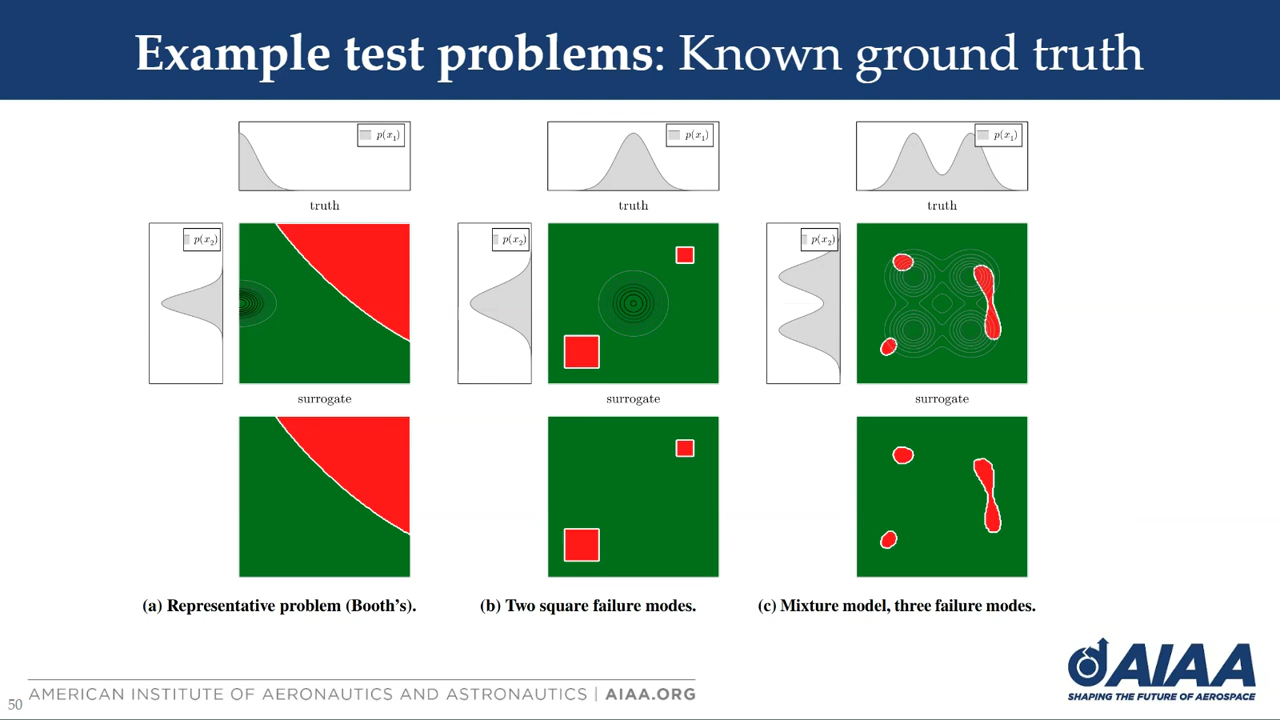 Example test problems: Known ground truth
p(x₁)
p(x₁)
p(x₁)
truth
truth
truth
p(x₂)
p(x₂)
p(x₂)
surrogate
surrogate
surrogate
(a) Representative problem (Booth's).
(b) Two square failure modes.
(c) Mixture model, three failure modes.
AIAA
SHAPING THE FUTURE OF AEROSPACE
AMERICAN INSTITUTE OF AERONAUTICS AND ASTRONAUTICS | AIAA.ORG
50